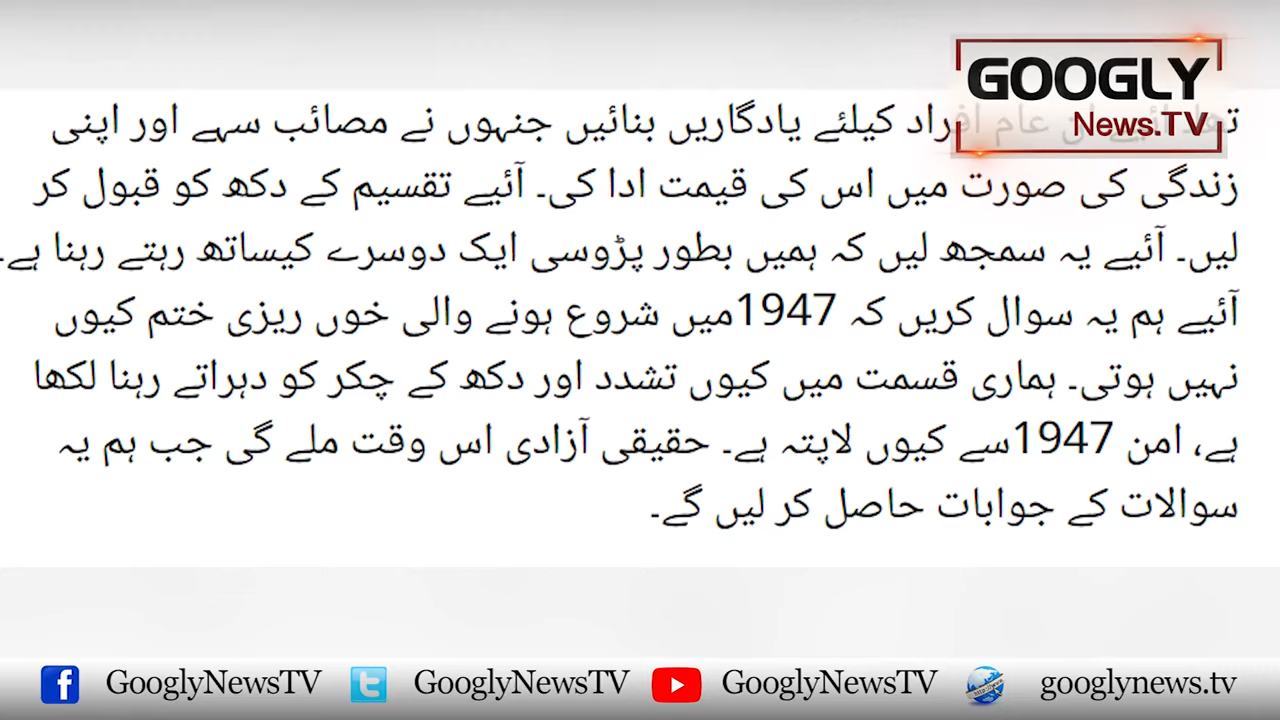 GOOGLY
News.TV
عام افراد کیلئے یادگاریں بنائیں جنہوں نے مصائب سہے اور اپنی
زندگی کی صورت میں اس کی قیمت ادا کی۔ آئیے تقسیم کے دکھ کو قبول کر
لیں۔ آئیے یہ سمجھ لیں کہ ہمیں بطور پڑوسی ایک دوسرے کیساتھ رہتے رہنا ہے۔
آئیے ہم یہ سوال کریں کہ 1947میں شروع ہونے والی خوں ریزی ختم کیوں
نہیں ہوتی۔ ہماری قسمت میں کیوں تشدد اور دکھ کے چکر کو دہراتے رہنا لکھا
ہے، امن 1947سے کیوں لاپتہ ہے۔ حقیقی آزادی اس وقت ملے گی جب ہم یہ
سوالات کے جوابات حاصل کر لیں گے۔
GooglyNewsTV GooglyNewsTV GooglyNewsTV googlynews.tv